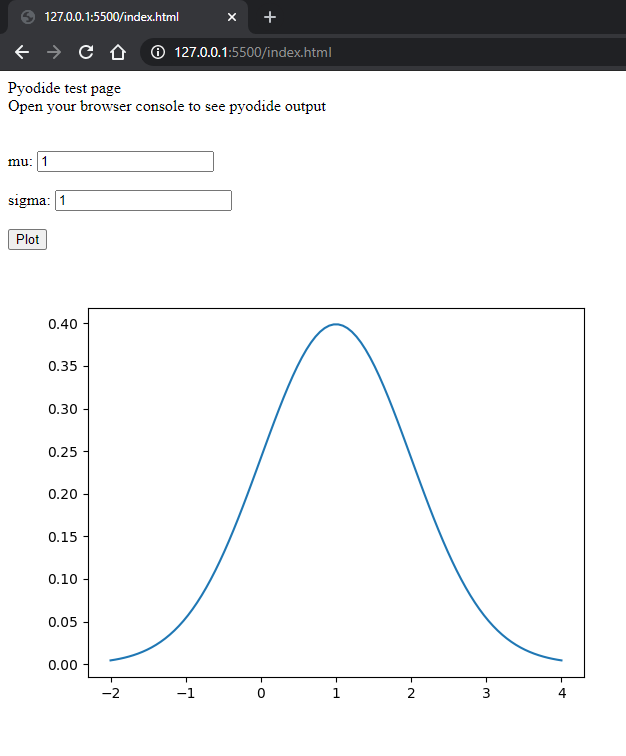 127.0.0.1:5500/index.html
127.0.0.1:5500/index.html
Pyodide test page
Open your browser console to see pyodide output
mu: 1
sigma: 1
Plot
0.40
0.35
0.30
0.25
0.20
0.15
0.10
0.05
0.00
−2 −1 0 1 2 3 4